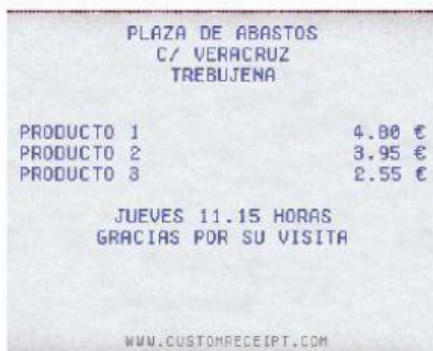 PLAZA DE ABASTOS
C/ VERACRUZ
TREBUJENA
PRODUCTO 1 4.80 €
PRODUCTO 2 3.95 €
PRODUCTO 3 2.55 €
JUEVES 11.15 HORAS
GRACIAS POR SU VISITA
WWW.CUSTOMRECEIPT.COM